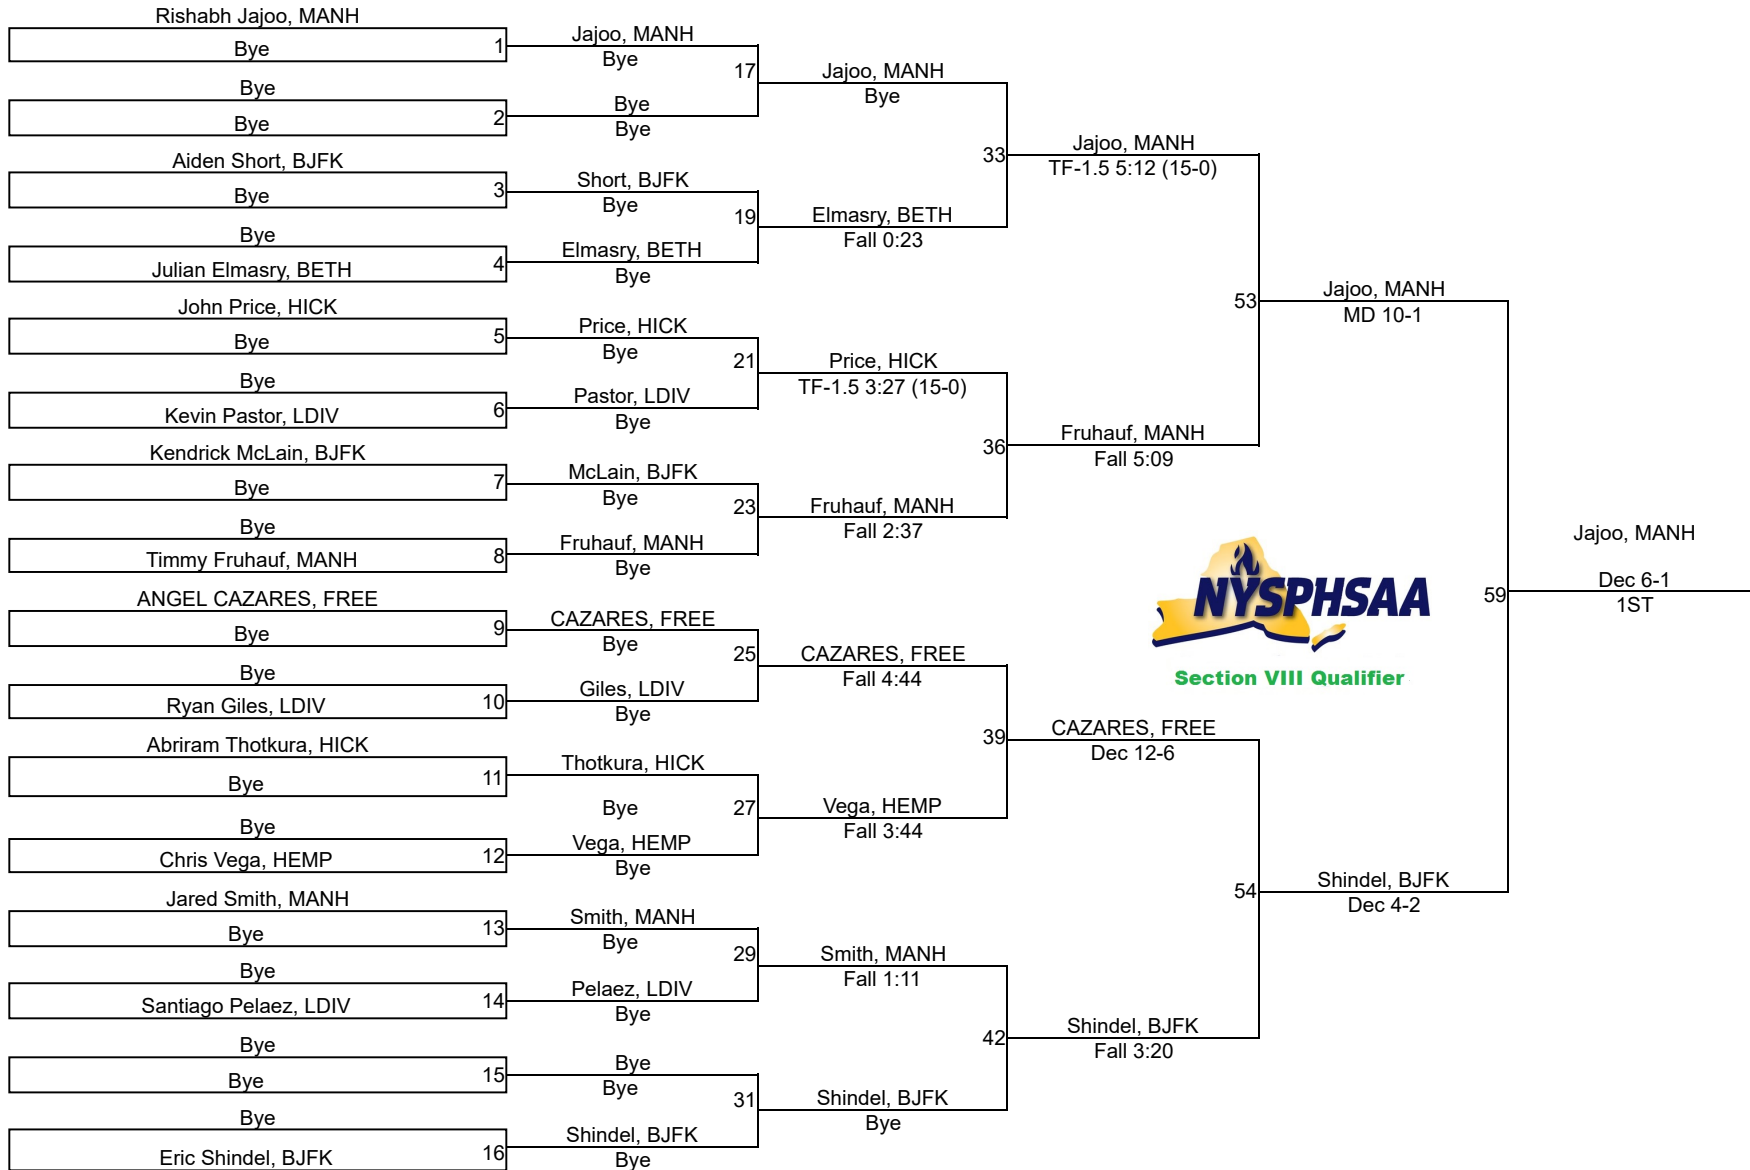 Rishabh Jajoo, MANH
Bye
1
Bye
Bye
2
Aiden Short, BJFK
Bye
3
Bye
Julian Elmasry, BETH
4
John Price, HICK
Bye
5
Bye
Kevin Pastor, LDIV
6
Kendrick McLain, BJFK
Bye
7
Bye
Timmy Fruhauf, MANH
8
ANGEL CAZARES, FREE
Bye
9
Bye
Ryan Giles, LDIV
10
Abriram Thotkura, HICK
Bye
11
Bye
Chris Vega, HEMP
12
Jared Smith, MANH
Bye
13
Bye
Santiago Pelaez, LDIV
14
Bye
Bye
15
Bye
Eric Shindel, BJFK
16
Jajoo, MANH
Bye
17
Bye
Bye
Short, BJFK
Bye
19
Elmasry, BETH
Bye
Price, HICK
Bye
21
Pastor, LDIV
Bye
McLain, BJFK
Bye
23
Fruhauf, MANH
Bye
CAZARES, FREE
Bye
25
Giles, LDIV
Bye
Thotkura, HICK
Bye
27
Vega, HEMP
Bye
Smith, MANH
Bye
29
Pelaez, LDIV
Bye
Bye
Bye
31
Shindel, BJFK
Bye
Jajoo, MANH
Bye
33
Elmasry, BETH
Fall 0:23
Price, HICK
TF-1.5 3:27 (15-0)
36
Fruhauf, MANH
Fall 2:37
CAZARES, FREE
Fall 4:44
39
Vega, HEMP
Fall 3:44
Smith, MANH
Fall 1:11
42
Shindel, BJFK
Bye
Jajoo, MANH
TF-1.5 5:12 (15-0)
53
Fruhauf, MANH
Fall 5:09
CAZARES, FREE
Dec 12-6
54
Shindel, BJFK
Fall 3:20
Jajoo, MANH
MD 10-1
59
Shindel, BJFK
Dec 4-2
NYSPHSAA
Section VIII Qualifier
Jajoo, MANH
Dec 6-1
1ST